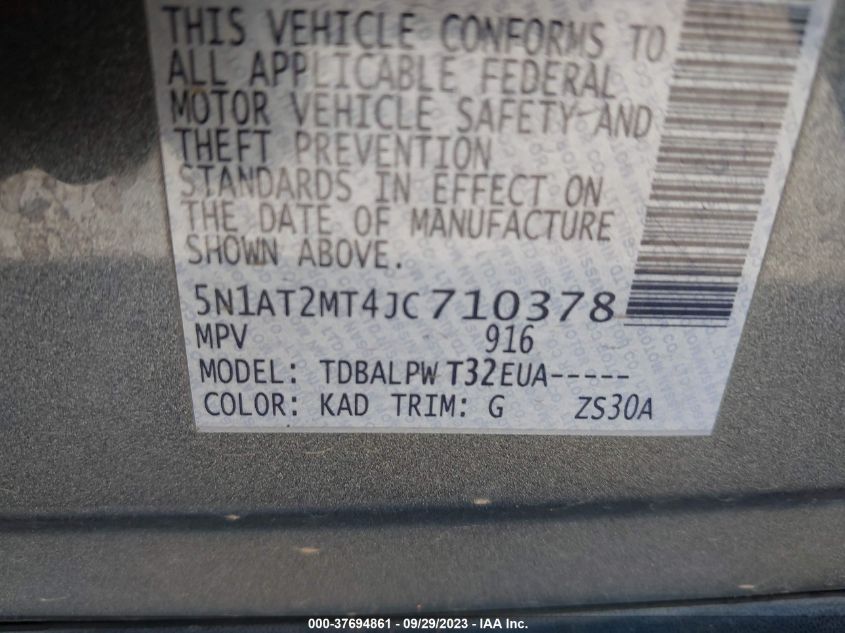 THIS VEHICLE CONFORMS TO
ALL APPLICABLE FEDERAL
MOTOR VEHICLE SAFETY AND
THEFT PREVENTION
STANDARDS IN EFFECT ON
THE DATE OF MANUFACTURE
SHOWN ABOVE.
5N1AT2MT4JC710378
MPV 916
MODEL: TDBALPW T32EUA-----
COLOR: KAD TRIM: G ZS30A
000-37694861 - 09/29/2023 - IAA Inc.